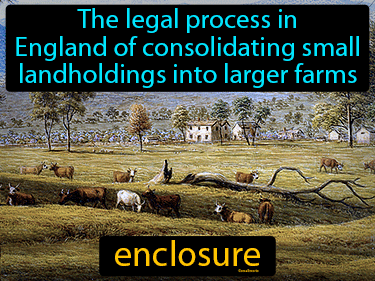 The legal process in
England of consolidating small
landholdings into larger farms
enclosure